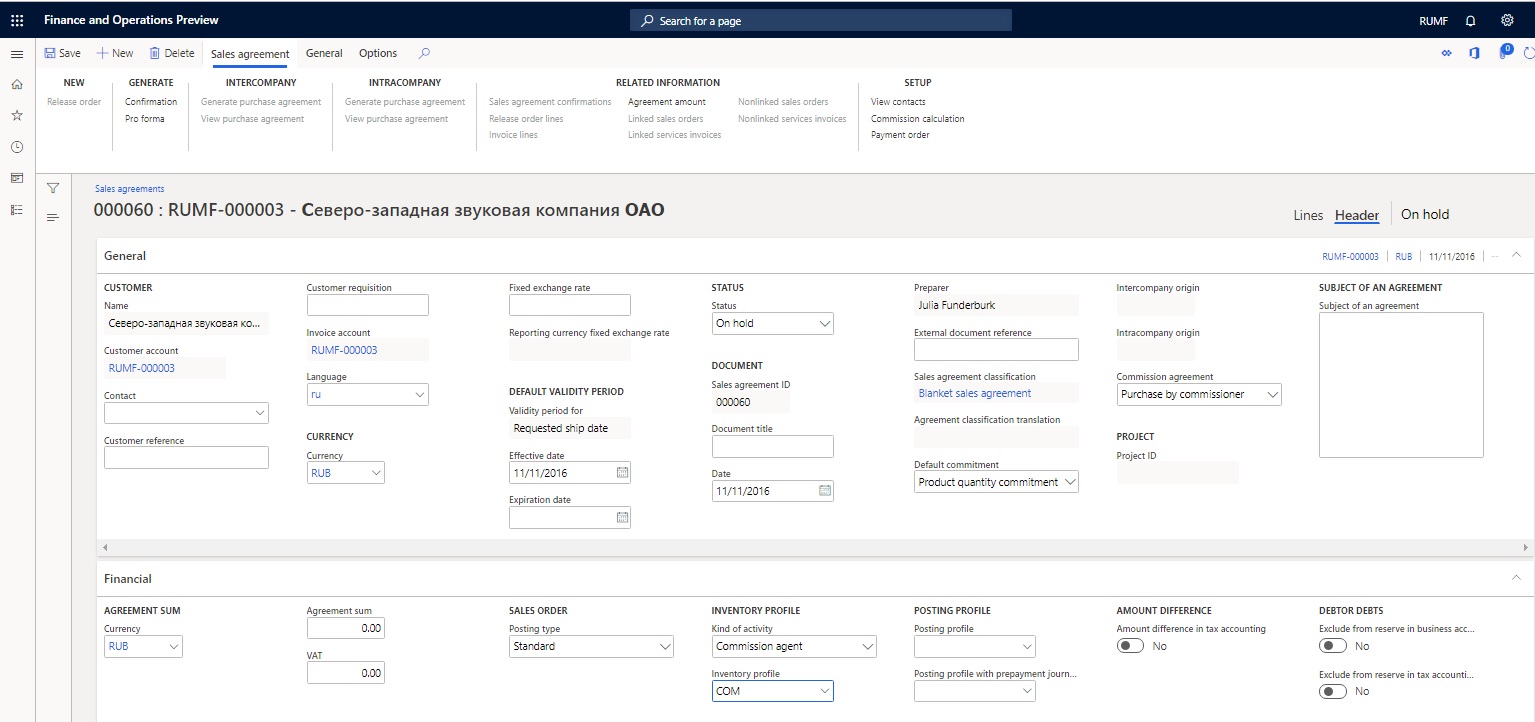 Finance and Operations Preview
Search for a page
RUMF
Save
New
Delete
Sales agreement
General
Options
0
NEW
Release order
GENERATE
Confirmation
Pro forma
INTERCOMPANY
Generate purchase agreement
View purchase agreement
INTRACOMPANY
Generate purchase agreement
View purchase agreement
RELATED INFORMATION
Sales agreement confirmations
Release order lines
Invoice lines
Agreement amount
Linked sales orders
Linked services invoices
Nonlinked sales orders
Nonlinked services invoices
SETUP
View contacts
Commission calculation
Payment order
Sales agreements
000060 : RUMF-000003 - Северо-западная звуковая компания ОАО
Lines
Header
On hold
General
RUMF-000003
RUB
11/11/2016
--
CUSTOMER
Name
Северо-западная звуковая ко...
Customer account
RUMF-000003
Contact
Customer reference
Customer requisition
Invoice account
RUMF-000003
Language
ru
CURRENCY
Currency
RUB
Fixed exchange rate
Reporting currency fixed exchange rate
DEFAULT VALIDITY PERIOD
Validity period for
Requested ship date
Effective date
11/11/2016
Expiration date
STATUS
Status
On hold
DOCUMENT
Sales agreement ID
000060
Document title
Date
11/11/2016
Preparer
Julia Funderburk
External document reference
Sales agreement classification
Blanket sales agreement
Agreement classification translation
Default commitment
Product quantity commitment
Intercompany origin
Intracompany origin
Commission agreement
Purchase by commissioner
PROJECT
Project ID
SUBJECT OF AN AGREEMENT
Subject of an agreement
Financial
AGREEMENT SUM
Currency
RUB
Agreement sum
0.00
VAT
0.00
SALES ORDER
Posting type
Standard
INVENTORY PROFILE
Kind of activity
Commission agent
Inventory profile
COM
POSTING PROFILE
Posting profile
Posting profile with prepayment journ...
AMOUNT DIFFERENCE
Amount difference in tax accounting
No
DEBTOR DEBTS
Exclude from reserve in business acc...
No
Exclude from reserve in tax accounti...
No